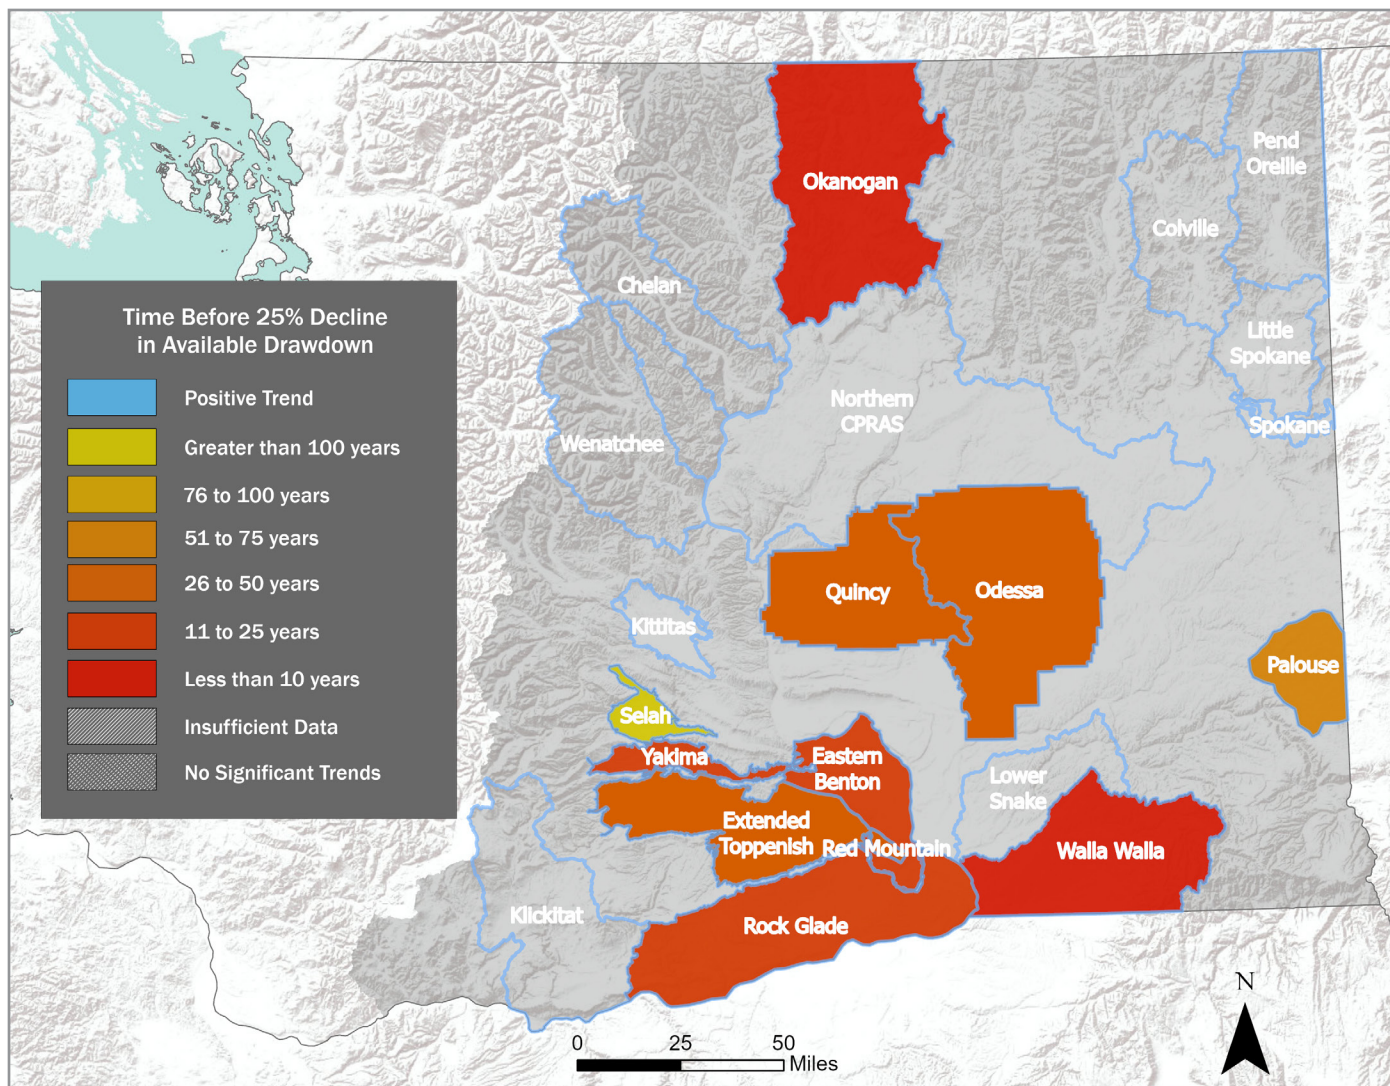 Okanogan
Pend
Oreille
Colville
Chelan
Little
Spokane
Spokane
Northern
CPRAS
Wenatchee
Quincy
Odessa
Kittitas
Palouse
Selah
Yakima
Eastern
Benton
Lower
Snake
Extended
Toppenish
Red Mountain
Walla Walla
Klickitat
Rock Glade
Time Before 25% Decline
in Available Drawdown
Positive Trend
Greater than 100 years
76 to 100 years
51 to 75 years
26 to 50 years
11 to 25 years
Less than 10 years
Insufficient Data
No Significant Trends
N
0 25 50
Miles